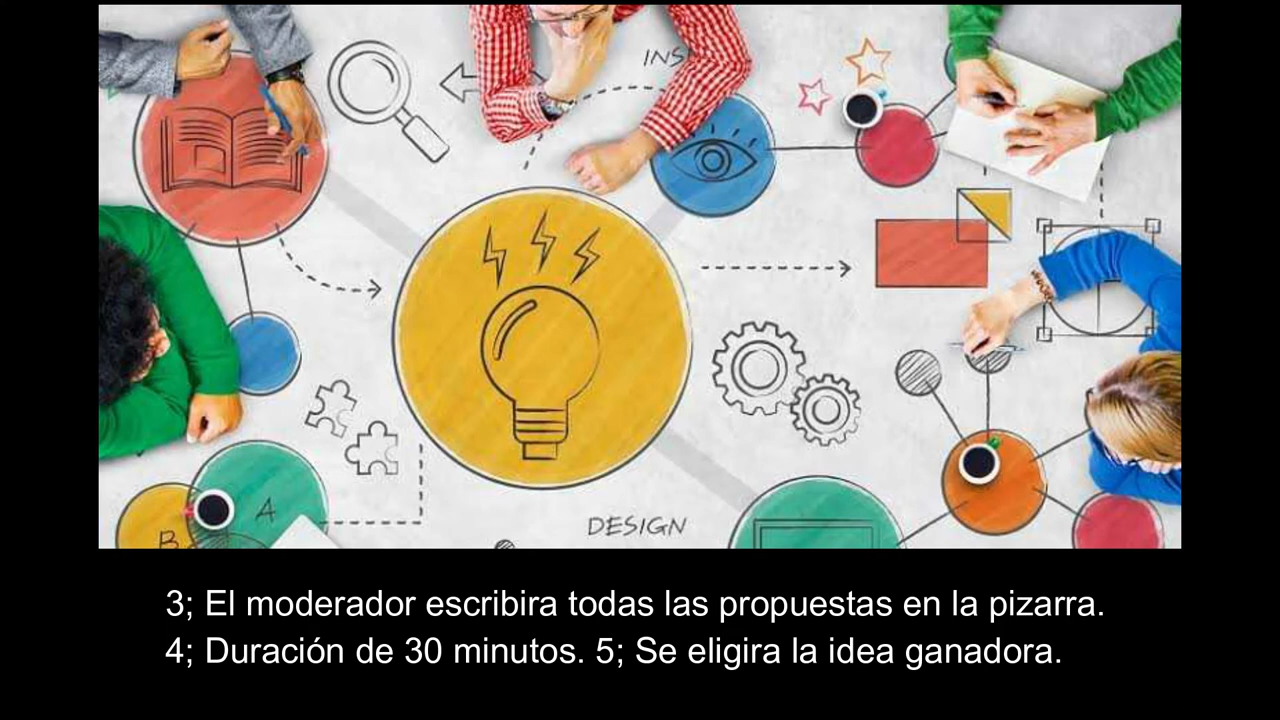 INS
A
B
DESIGN
3; El moderador escribira todas las propuestas en la pizarra.
4; Duración de 30 minutos. 5; Se eligira la idea ganadora.